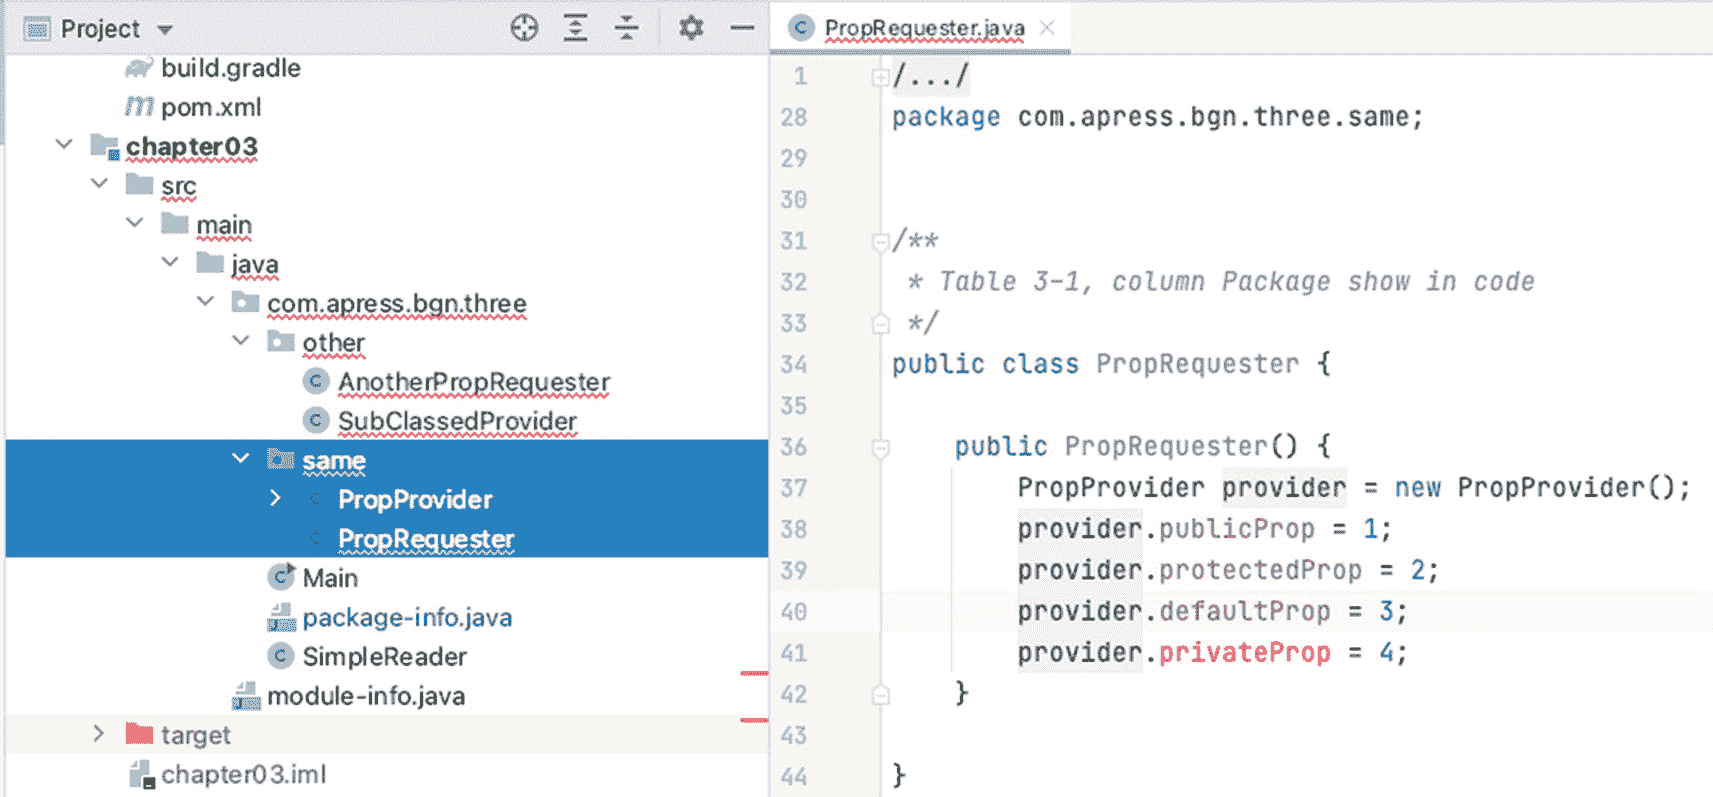 Project
build.gradle
pom.xml
chapter03
src
main
java
com.apress.bgn.three
other
AnotherPropRequester
SubClassedProvider
same
PropProvider
PropRequester
Main
package-info.java
SimpleReader
module-info.java
target
chapter03.iml
PropRequester.java
1 /.../
28 package com.apress.bgn.three.same;
29
30
31 /**
32 * Table 3-1, column Package show in code
33 */
34 public class PropRequester {
35
36 public PropRequester() {
37 PropProvider provider = new PropProvider();
38 provider.publicProp = 1;
39 provider.protectedProp = 2;
40 provider.defaultProp = 3;
41 provider.privateProp = 4;
42 }
43
44 }